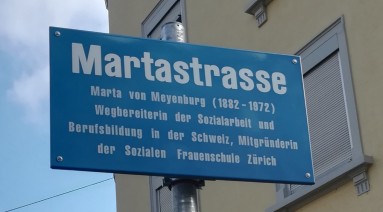 Martastrasse
Marta von Meyenburg (1882-1972)
Wegbereiterin der Sozialarbeit und
Berufsbildung in der Schweiz, Mitgründerin
der Sozialen Frauenschule Zürich